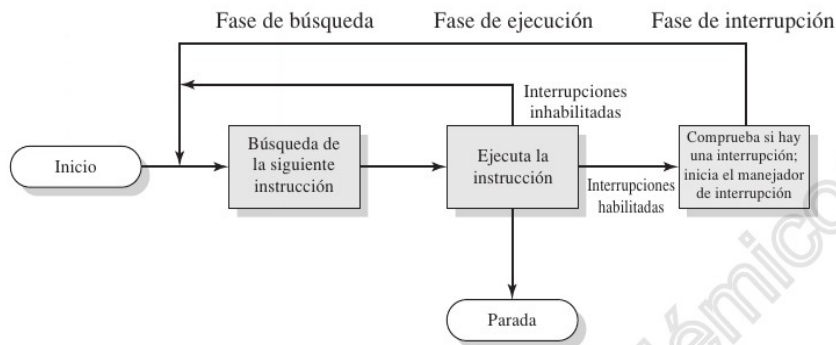 Fase de búsqueda
Fase de ejecución
Fase de interrupción
Interrupciones
inhabilitadas
Inicio
Búsqueda de
la siguiente
instrucción
Ejecuta la
instrucción
Interrupciones
habilitadas
Comprueba si hay
una interrupción;
inicia el manejador
de interrupción
Parada